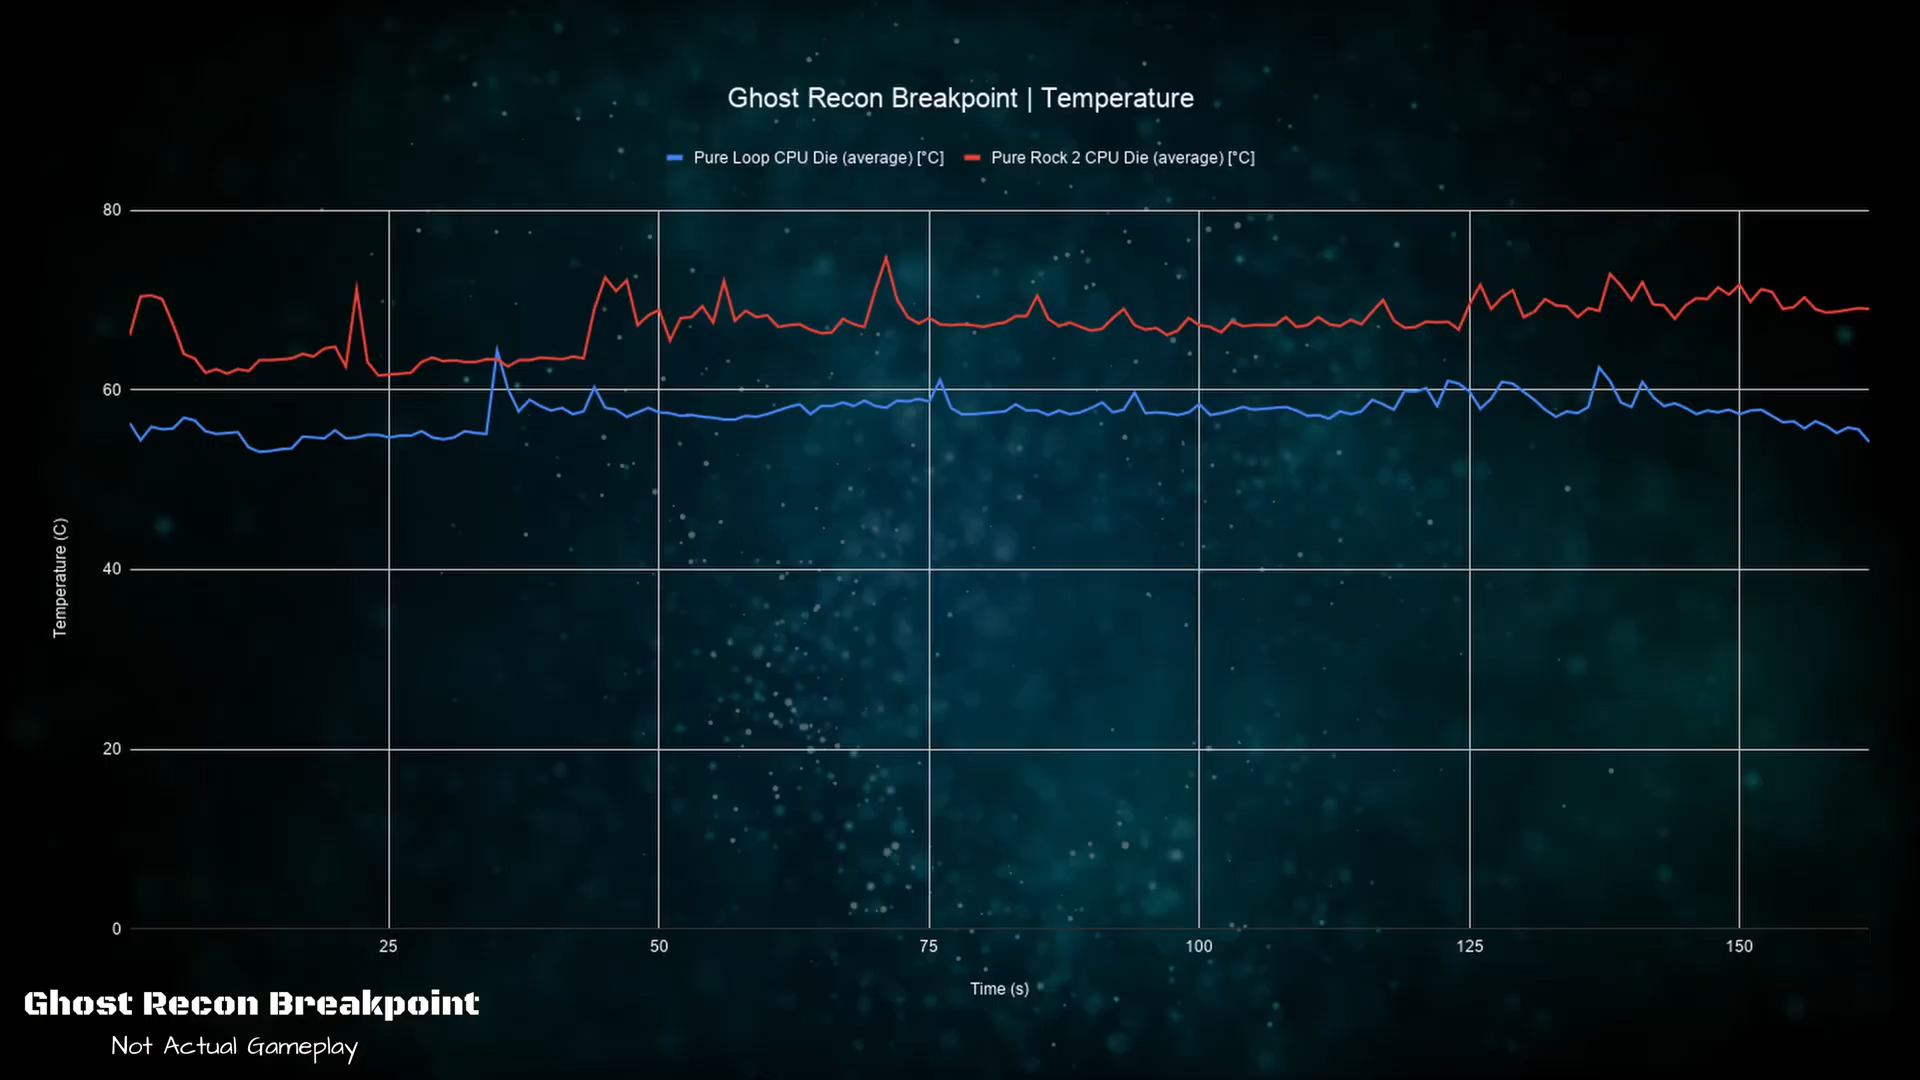 Ghost Recon Breakpoint | Temperature
Pure Loop CPU Die (average) [°C] Pure Rock 2 CPU Die (average) [°C]
80
60
40
20
0
Temperature (C)
25 50 75 100 125 150
Time (s)
Ghost Recon Breakpoint
Not Actual Gameplay